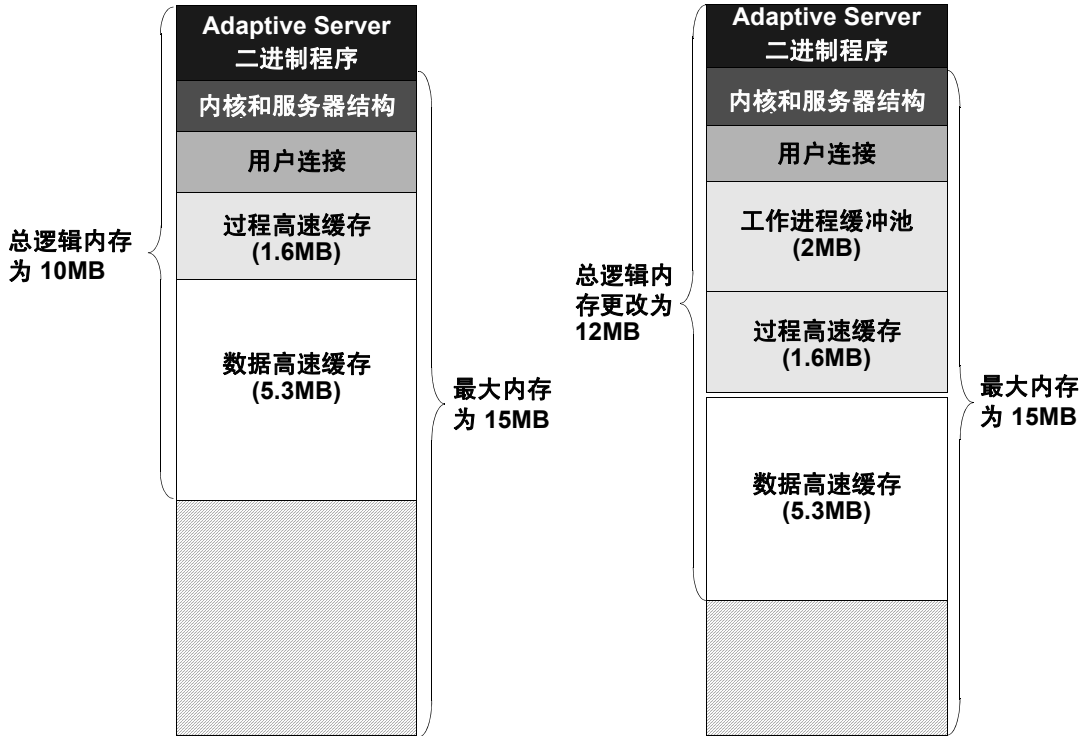 Adaptive Server
二进制程序
内核和服务器结构
用户连接
过程高速缓存
(1.6MB)
总逻辑内存
为 10MB
数据高速缓存
(5.3MB)
最大内存
为 15MB
Adaptive Server
二进制程序
内核和服务器结构
用户连接
工作进程缓冲池
(2MB)
总逻辑内
存更改为
12MB
过程高速缓存
(1.6MB)
最大内存
为 15MB
数据高速缓存
(5.3MB)